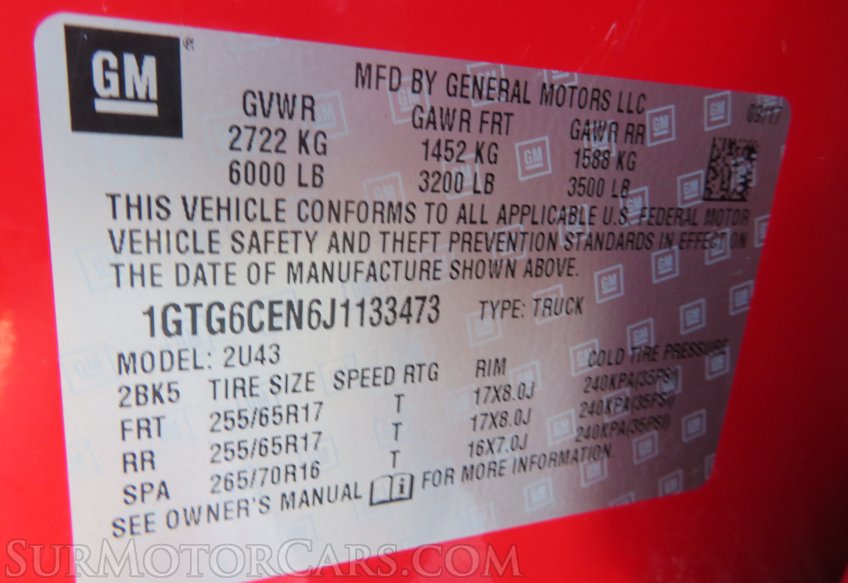 GM ®
MFD BY GENERAL MOTORS LLC
09/17
GVWR GAWR FRT GAWR RR
2722 KG 1452 KG 1588 KG
6000 LB 3200 LB 3500 LB
THIS VEHICLE CONFORMS TO ALL APPLICABLE U.S. FEDERAL MOTOR
VEHICLE SAFETY AND THEFT PREVENTION STANDARDS IN EFFECT ON
THE DATE OF MANUFACTURE SHOWN ABOVE.
1GTG6CEN6J1133473 TYPE: TRUCK
MODEL: 2U43
2BK5 TIRE SIZE SPEED RTG RIM COLD TIRE PRESSURE
FRT 255/65R17 T 17X8.0J 240KPA(35PSI)
RR 255/65R17 T 17X8.0J 240KPA(35PSI)
SPA 265/70R16 T 16X7.0J 240KPA(35PSI)
SEE OWNER'S MANUAL i FOR MORE INFORMATION.
SurMotorCars.com